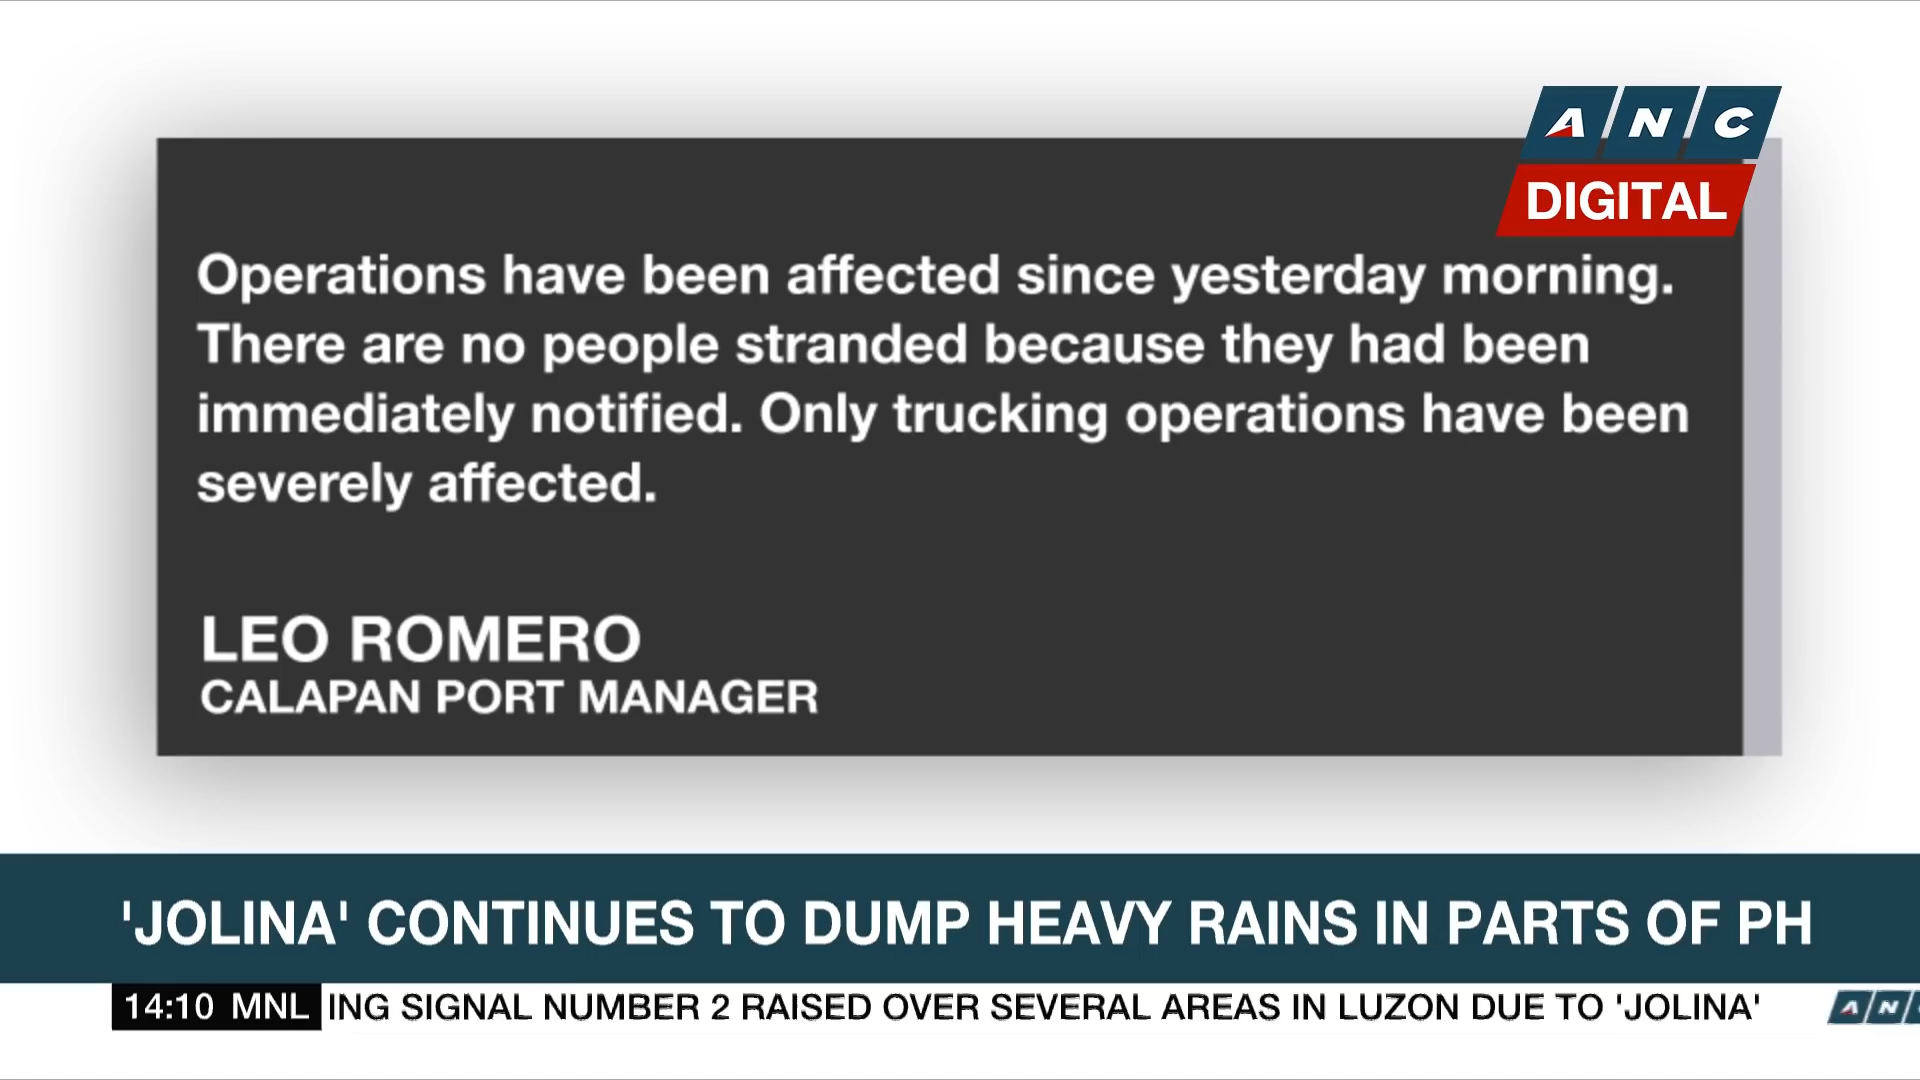 ANC
DIGITAL
Operations have been affected since yesterday morning.
There are no people stranded because they had been
immediately notified. Only trucking operations have been
severely affected.
LEO ROMERO
CALAPAN PORT MANAGER
'JOLINA' CONTINUES TO DUMP HEAVY RAINS IN PARTS OF PH
14:10 MNL ING SIGNAL NUMBER 2 RAISED OVER SEVERAL AREAS IN LUZON DUE TO 'JOLINA' AN